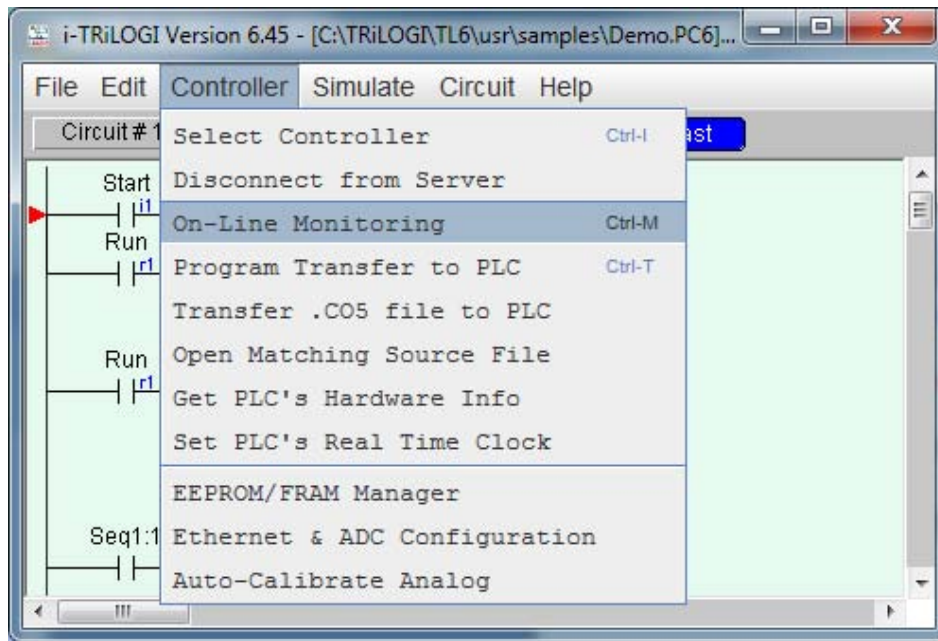 i-TRiLOGI Version 6.45 - [C:\TRiLOGI\TL6\usr\samples\Demo.PC6]...
File Edit Controller Simulate Circuit Help
Circuit # 1
Select Controller Ctrl-I
Disconnect from Server
On-Line Monitoring Ctrl-M
Program Transfer to PLC Ctrl-T
Transfer .CO5 file to PLC
Open Matching Source File
Get PLC's Hardware Info
Set PLC's Real Time Clock
EEPROM/FRAM Manager
Ethernet & ADC Configuration
Auto-Calibrate Analog
Start
i1
Run
r1
Run
r1
Seq1:1